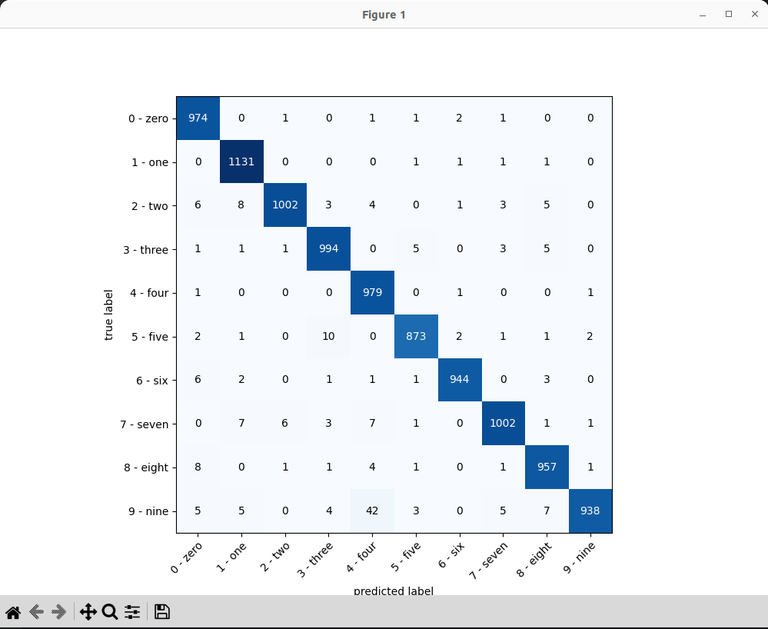 Figure 1
0 - zero 974 0 1 0 1 1 2 1 0 0
1 - one 0 1131 0 0 0 1 1 1 1 0
2 - two 6 8 1002 3 4 0 1 3 5 0
3 - three 1 1 1 994 0 5 0 3 5 0
4 - four 1 0 0 0 979 0 1 0 0 1
true label
5 - five 2 1 0 10 0 873 2 1 1 2
6 - six 6 2 0 1 1 1 944 0 3 0
7 - seven 0 7 6 3 7 1 0 1002 1 1
8 - eight 8 0 1 1 4 1 0 1 957 1
9 - nine 5 5 0 4 42 3 0 5 7 938
0 - zero 1 - one 2 - two 3 - three 4 - four 5 - five 6 - six 7 - seven 8 - eight 9 - nine
predicted label